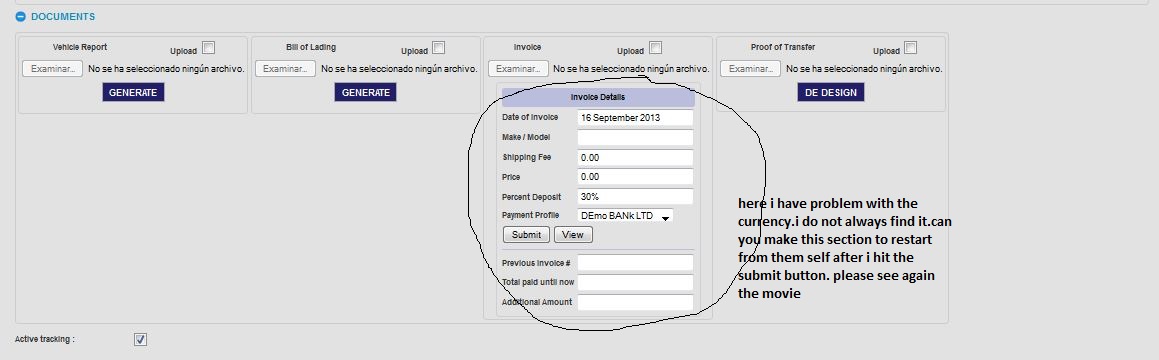 DOCUMENTS
Vehicle Report Upload
Examinar... No se ha seleccionado ningún archivo.
GENERATE
Bill of Lading Upload
Examinar... No se ha seleccionado ningún archivo.
GENERATE
Invoice Upload
Examinar... No se ha seleccionado ningún archivo.
Invoice Details
Date of Invoice 16 September 2013
Make / Model
Shipping Fee 0.00
Price 0.00
Percent Deposit 30%
Payment Profile DEmo BANk LTD
Submit View
Previous Invoice #
Total paid until now
Additional Amount
Proof of Transfer Upload
Examinar... No se ha seleccionado ningún archivo.
DE DESIGN
here i have problem with the
currency.i do not always find it.can
you make this section to restart
from them self after i hit the
submit button. please see again
the movie
Active tracking :